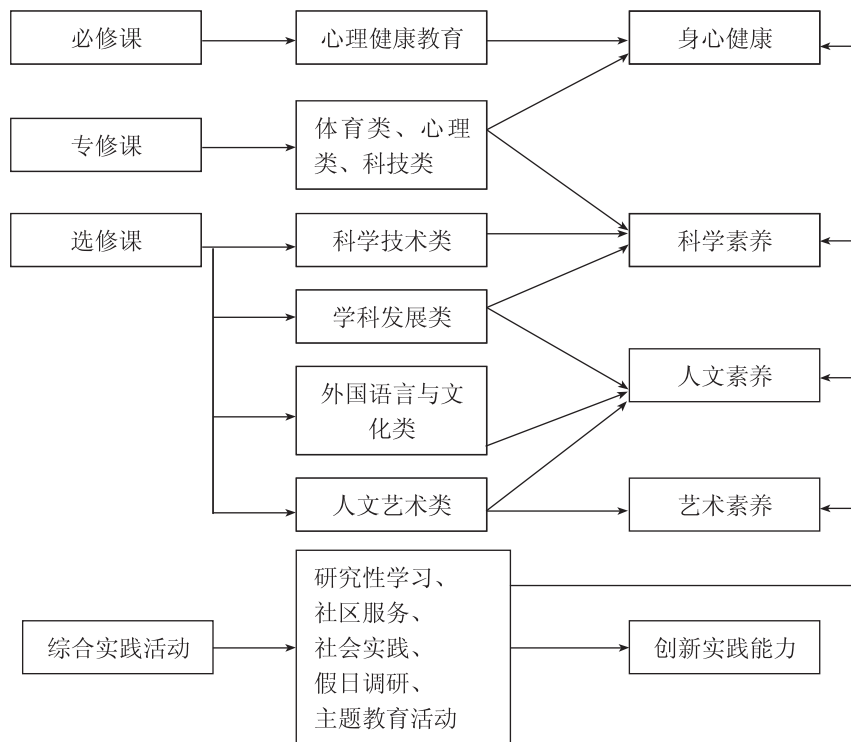 必修课
心理健康教育
身心健康
专修课
体育类、心理
类、科技类
选修课
科学技术类
科学素养
学科发展类
外国语言与文
化类
人文素养
人文艺术类
艺术素养
综合实践活动
研究性学习、
社区服务、
社会实践、
假日调研、
主题教育活动
创新实践能力